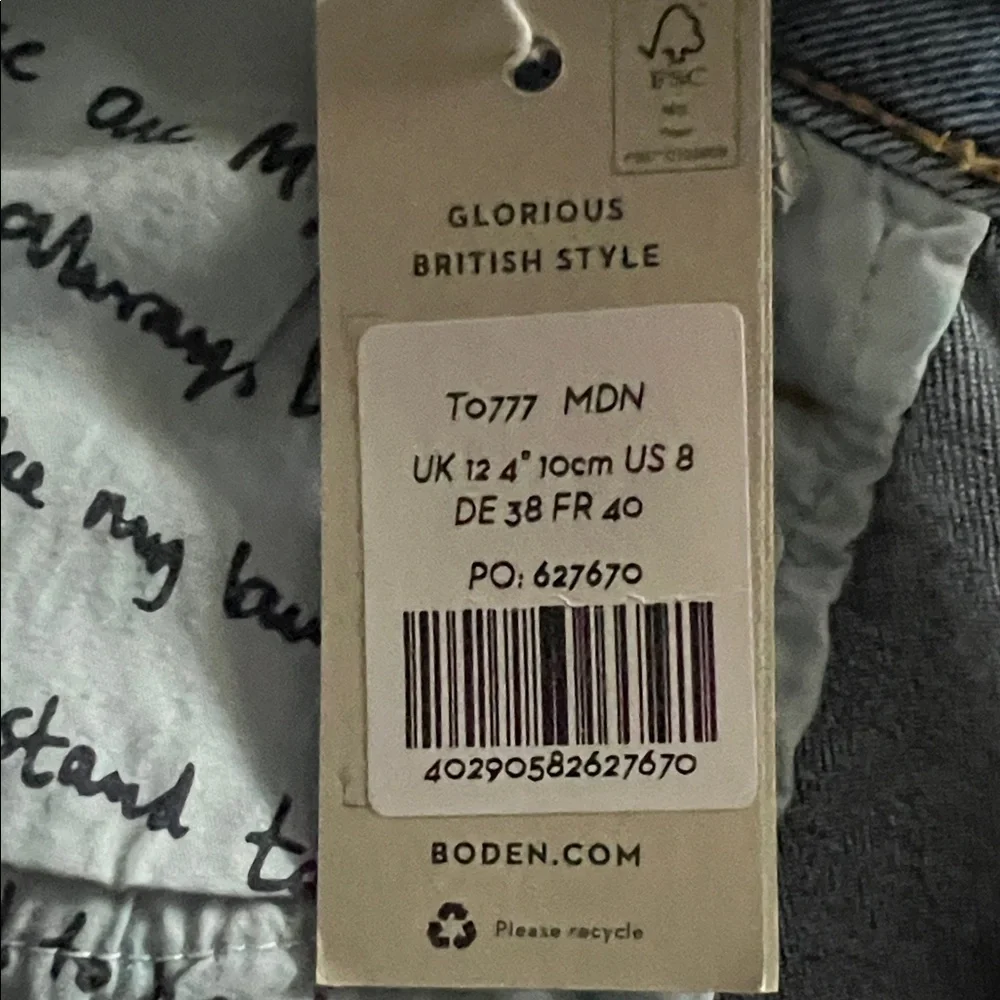 FSC
GLORIOUS
BRITISH STYLE
T0777 MDN
UK 12 4" 10cm US 8
DE 38 FR 40
PO: 627670
40290582627670
BODEN.COM
Please recycle
always
my
stand
to